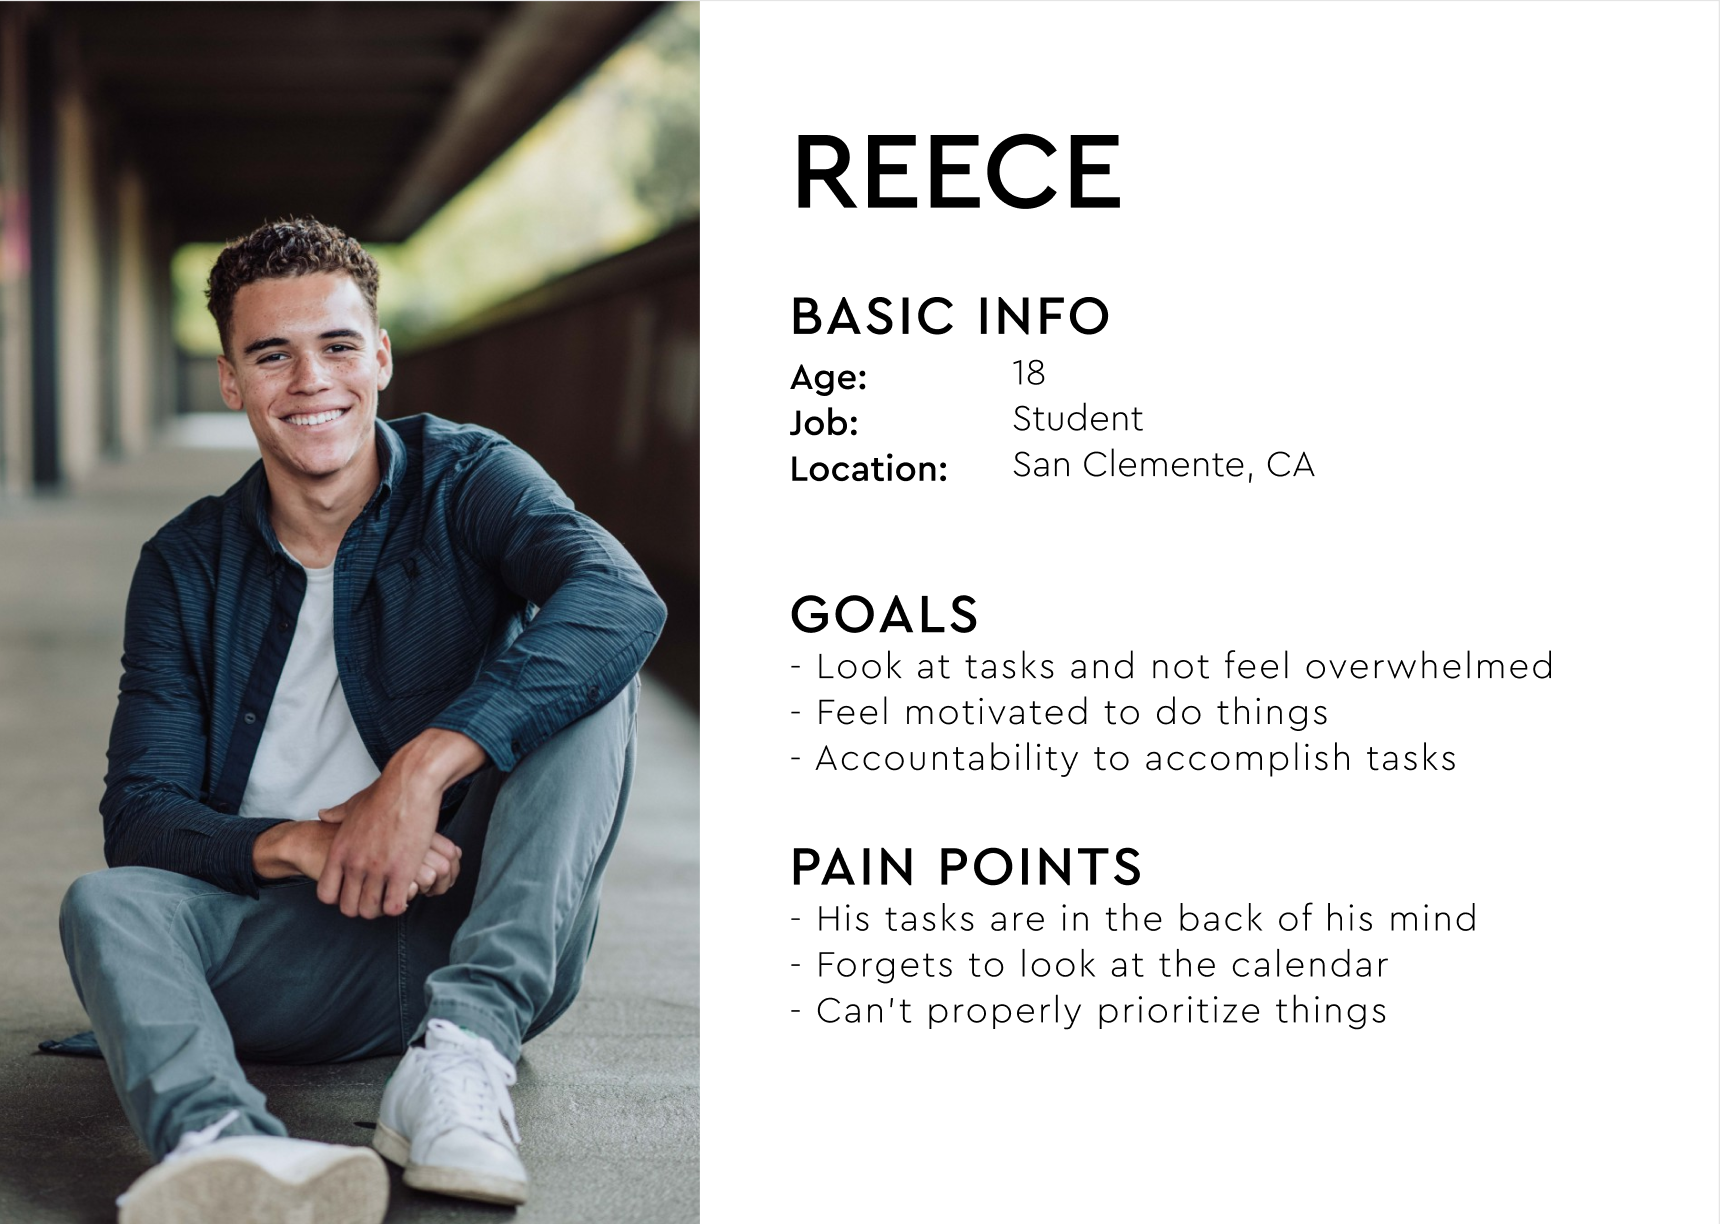 REECE
BASIC INFO
Age: 18
Job: Student
Location: San Clemente, CA
GOALS
- Look at tasks and not feel overwhelmed
- Feel motivated to do things
- Accountability to accomplish tasks
PAIN POINTS
- His tasks are in the back of his mind
- Forgets to look at the calendar
- Can't properly prioritize things